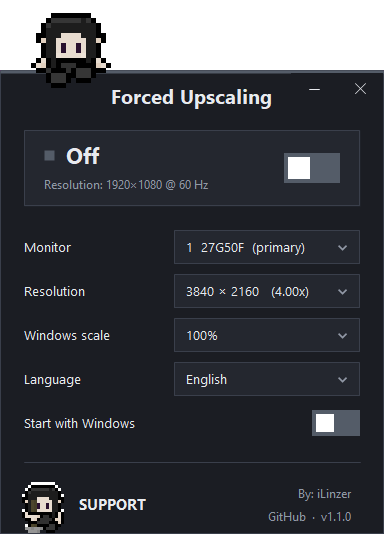 Forced Upscaling
Off
Resolution: 1920×1080 @ 60 Hz
Monitor
1 27G50F (primary)
Resolution
3840 × 2160 (4.00x)
Windows scale
100%
Language
English
Start with Windows
SUPPORT
By: iLinzer
GitHub · v1.1.0